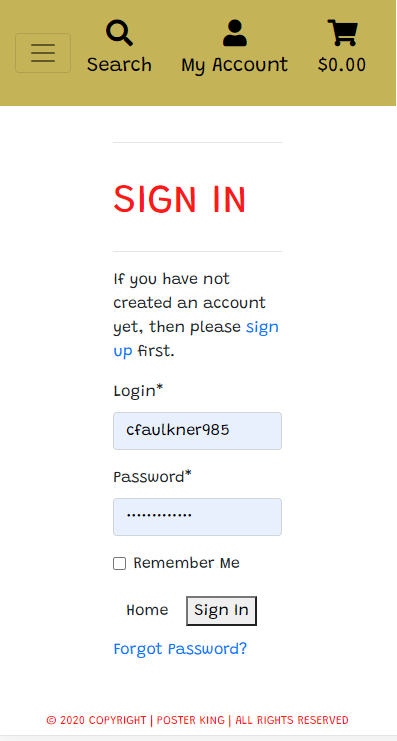 Search My Account $0.00
SIGN IN
If you have not
created an account
yet, then please sign
up first.
Login*
cfaulkner985
Password*
•••••••••••••
Remember Me
Home Sign In
Forgot Password?
© 2020 COPYRIGHT | POSTER KING | ALL RIGHTS RESERVED